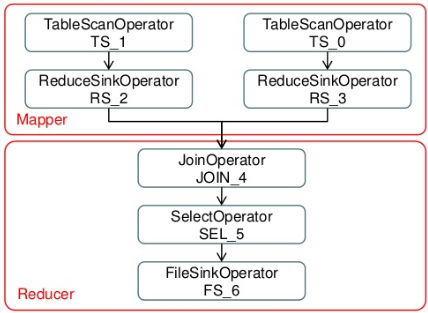 TableScanOperator
TS_1
TableScanOperator
TS_0
ReduceSinkOperator
RS_2
ReduceSinkOperator
RS_3
Mapper
JoinOperator
JOIN_4
SelectOperator
SEL_5
FileSinkOperator
FS_6
Reducer